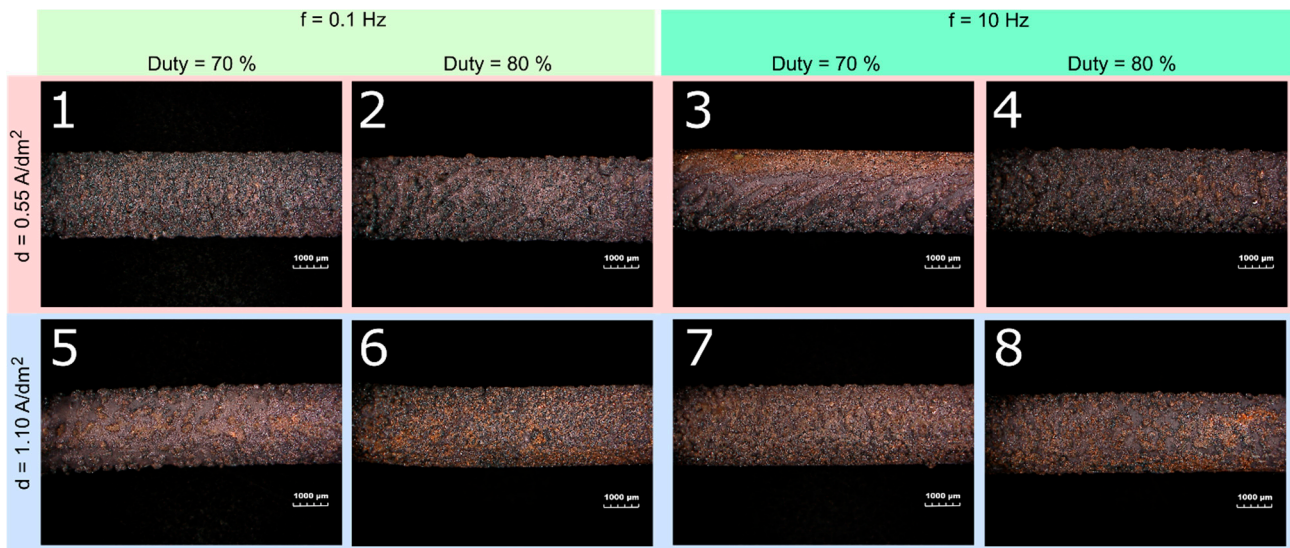 f = 0.1 Hz
f = 10 Hz
Duty = 70 %
Duty = 80 %
Duty = 70 %
Duty = 80 %
d = 0.55 A/dm²
1
2
3
4
1000 µm
1000 µm
1000 µm
1000 µm
d = 1.10 A/dm²
5
6
7
8
1000 µm
1000 µm
1000 µm
1000 µm